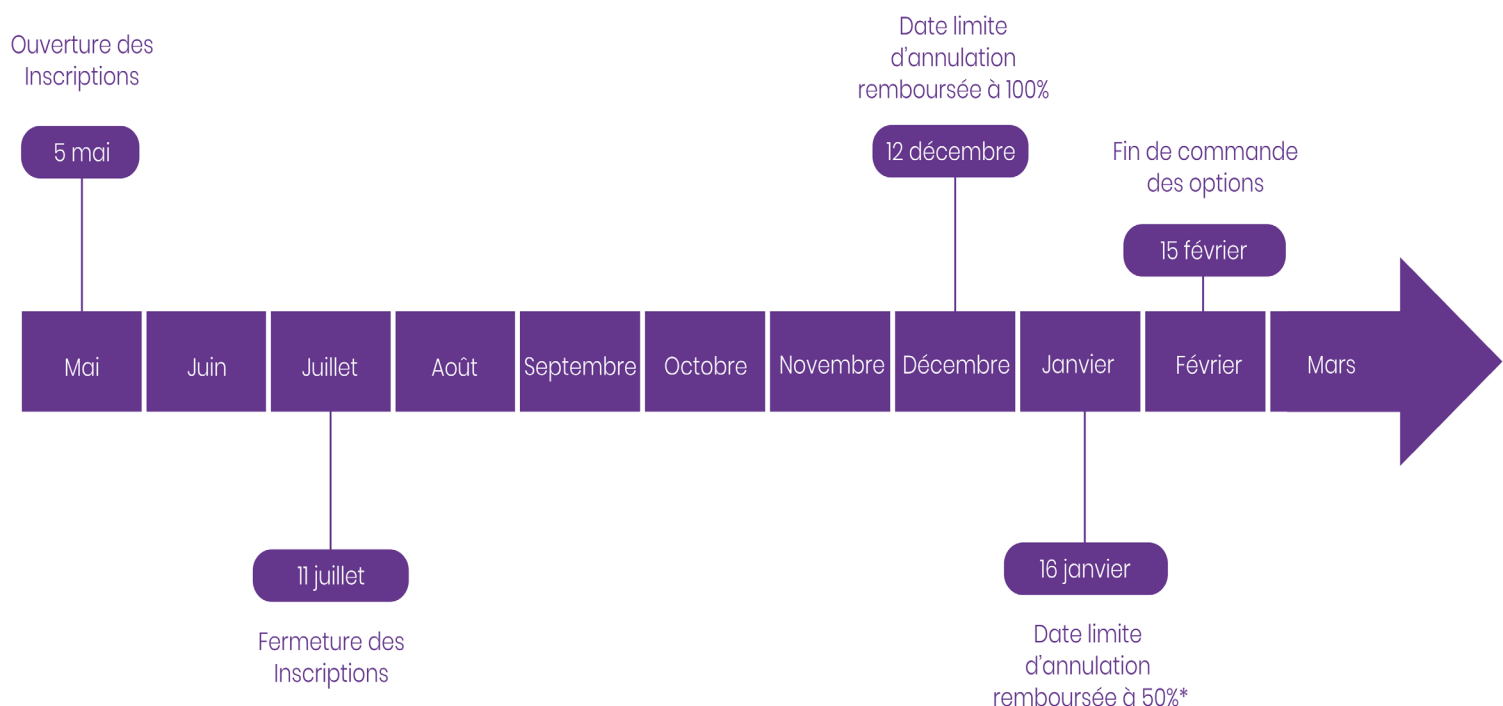 Ouverture des
Inscriptions
5 mai
Date limite
d'annulation
remboursée à 100%
12 décembre
Fin de commande
des options
15 février
Mai
Juin
Juillet
Août
Septembre
Octobre
Novembre
Décembre
Janvier
Février
Mars
11 juillet
Fermeture des
Inscriptions
16 janvier
Date limite
d'annulation
remboursée à 50%*